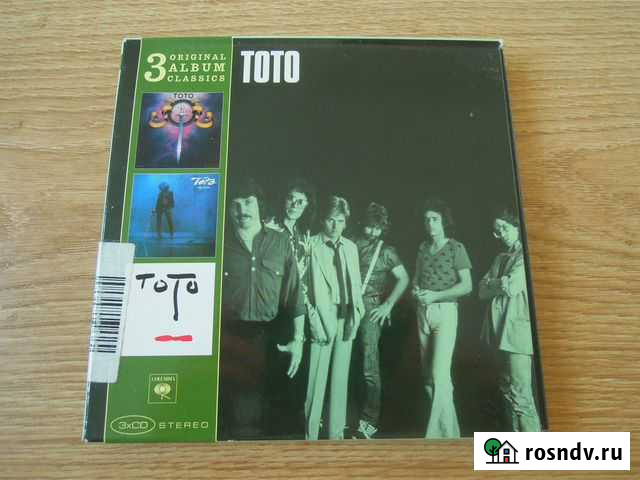 3 ORIGINAL
ALBUM
CLASSICS
TOTO
TOTO
TOTO
TOTO
COLUMBIA
3xCD STEREO
rosndv.ru